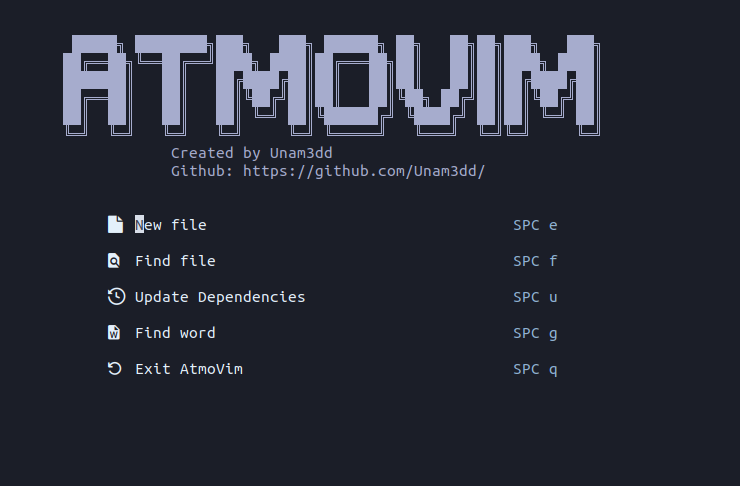 ATMOVIM
Created by Unam3dd
Github: https://github.com/Unam3dd/
New file SPC e
Find file SPC f
Update Dependencies SPC u
Find word SPC g
Exit AtmoVim SPC q